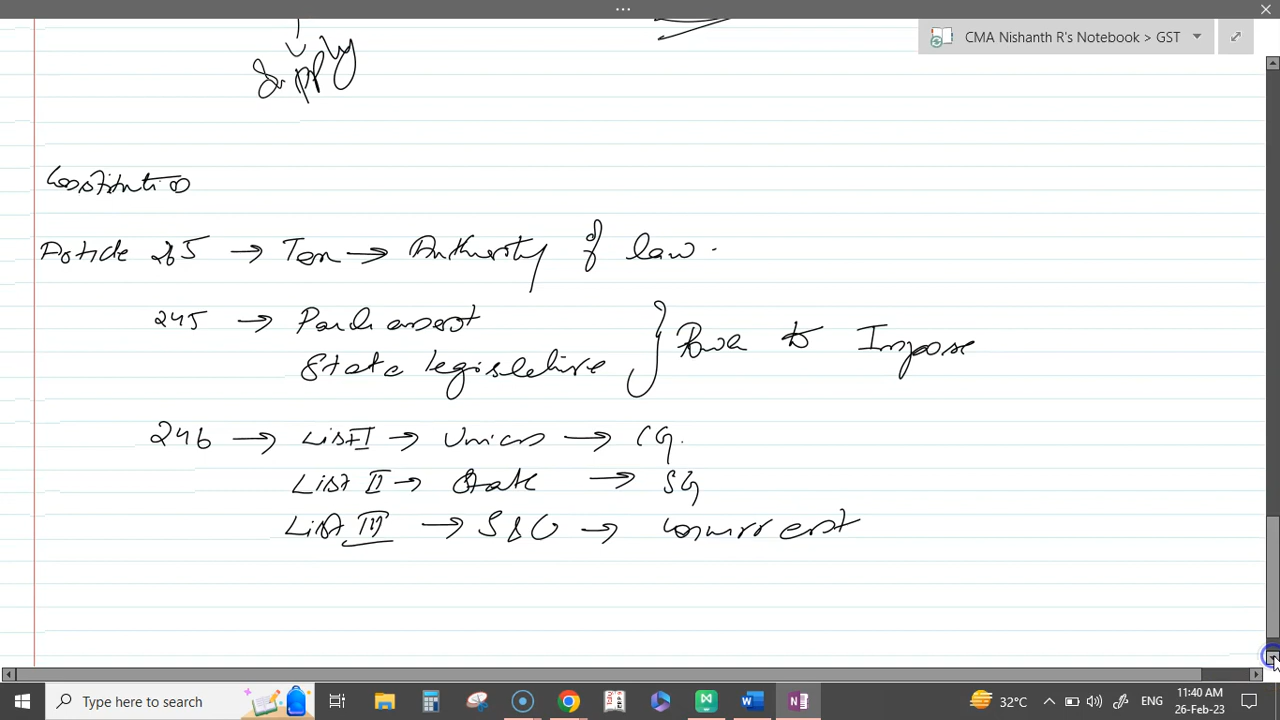 ...
CMA Nishanth R's Notebook > GST
Supply
Constitution
Article 265 → Tax → Authority of law.
245 → Parliament
State legislative } Power to Impose
246 → List I → Union → CG.
List II → State → SG
List III → S & C → Concurrent
Type here to search
32°C
ENG
11:40 AM
26-Feb-23